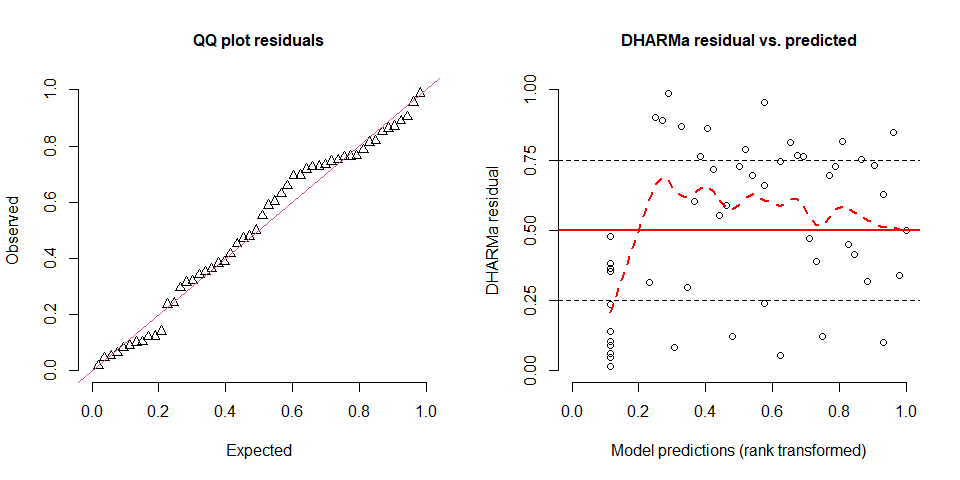 QQ plot residuals
Observed
0.0 0.2 0.4 0.6 0.8 1.0
0.0 0.2 0.4 0.6 0.8 1.0
Expected
DHARMa residual vs. predicted
DHARMa residual
0.00 0.25 0.50 0.75 1.00
0.0 0.2 0.4 0.6 0.8 1.0
Model predictions (rank transformed)